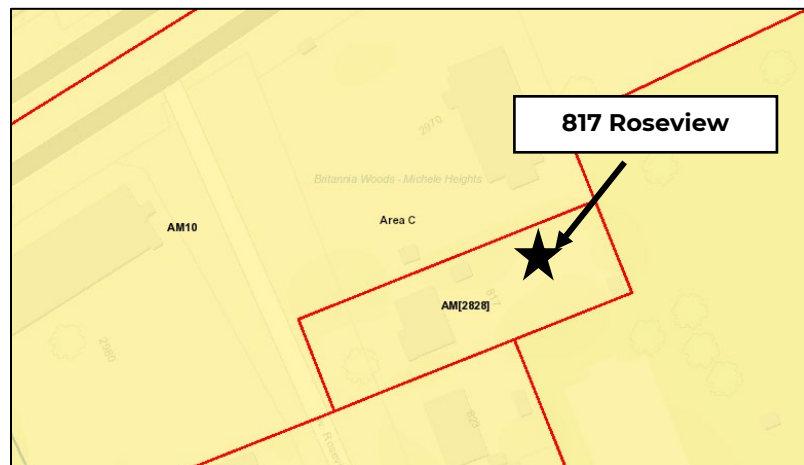 817 Roseview
2970
Britannia Woods - Michele Heights
Area C
AM10
817
AM[2828]
2980
823